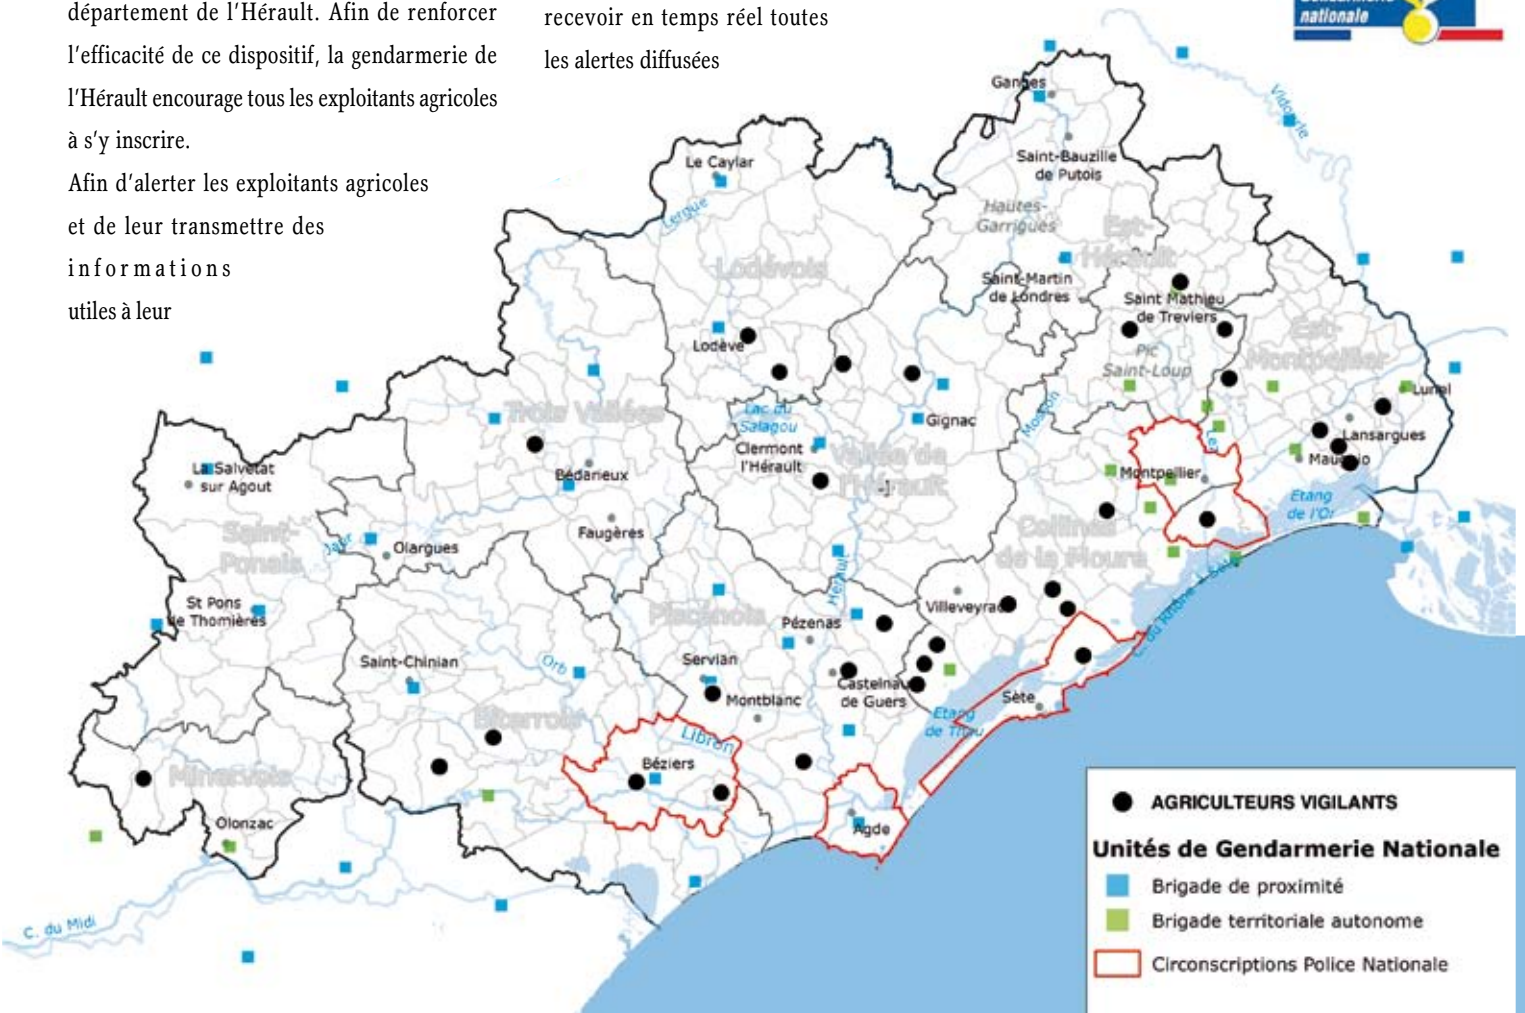 département de l'Hérault. Afin de renforcer
l'efficacité de ce dispositif, la gendarmerie de
l'Hérault encourage tous les exploitants agricoles
à s'y inscrire.
Afin d'alerter les exploitants agricoles
et de leur transmettre des
informations
utiles à leur
recevoir en temps réel toutes
les alertes diffusées
nationale
Ganges
Vidourle
Saint-Bauzille
de Putois
Le Caylar
Lergue
Hautes-
Garrigues
Est-
Hérault
Lodévois
Saint-Martin
de Londres
Saint Mathieu
de Treviers
Lodève
Pic
Saint-Loup
Est-
Montpellier
Lunel
Trois Vallées
Lac du
Salagou
Gignac
Mosson
Lez
Lansargues
Clermont
l'Hérault
Vallée de
l'Hérault
Mauguio
Montpellier
La Salvetat
sur Agout
Bédarieux
Etang
de l'Or
Saint-
Ponais
Jaur
Olargues
Faugères
Collines
de la Moure
Hérault
C. du Rhône à Sète
St Pons
de Thomières
Piscénois
Pézenas
Villeveyrac
Saint-Chinian
Orb
Servian
Montblanc
Castelnau
de Guers
Sète
Etang
de Thau
Biterrois
Libron
Béziers
Minervois
Olonzac
Agde
C. du Midi
AGRICULTEURS VIGILANTS
Unités de Gendarmerie Nationale
Brigade de proximité
Brigade territoriale autonome
Circonscriptions Police Nationale